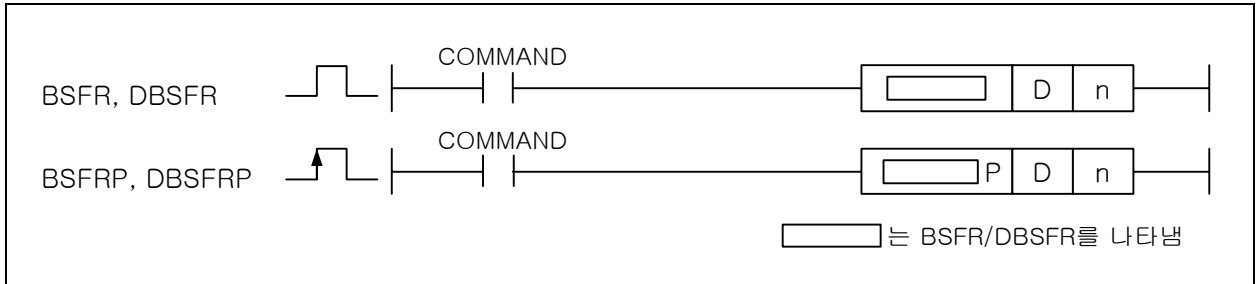 COMMAND
BSFR, DBSFR D n
COMMAND
BSFRP, DBSFRP P D n
는 BSFR/DBSFR를 나타냄